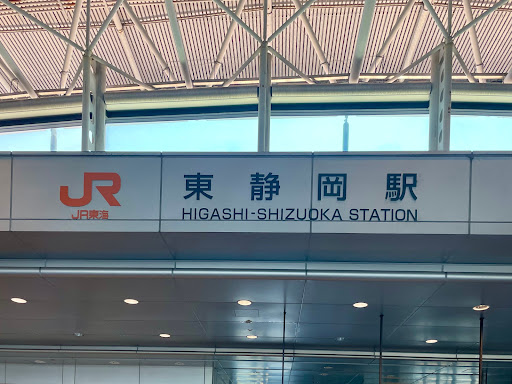 JR
JR東海
東静岡駅
HIGASHI-SHIZUOKA STATION